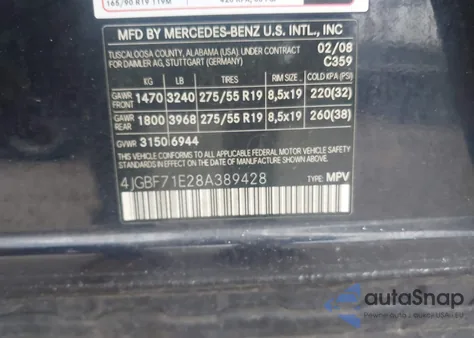 165/90 R19 119M
MFD BY MERCEDES-BENZ U.S. INTL., INC
TUSCALOOSA COUNTY, ALABAMA (USA) UNDER CONTRACT 02/08
FOR DAIMLER AG, STUTTGART (GERMANY) C359
KG LB TIRES RIM SIZE COLD KPA (PSI)
GAWR FRONT 1470 3240 275/55 R19 8,5x19 220(32)
GAWR REAR 1800 3968 275/55 R19 8,5x19 260(38)
GVWR 3150 6944
THIS VEHICLE CONFORMS TO ALL APPLICABLE FEDERAL MOTOR VEHICLE
SAFETY STANDARDS IN EFFECT ON THE DATE OF MANUFACTURE SHOWN ABOVE
4JGBF71E28A389428 TYPE: MPV
autoSnap